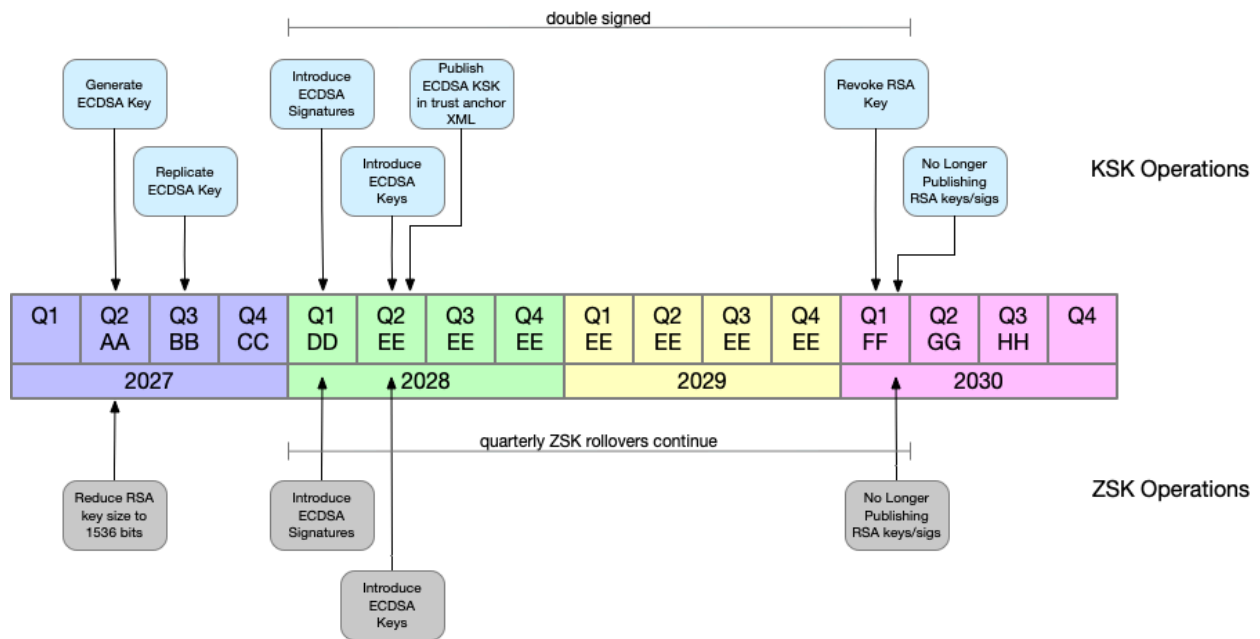 double signed
Generate
ECDSA Key
Introduce
ECDSA
Signatures
Publish
ECDSA KSK
in trust anchor
XML
Revoke RSA
Key
Replicate
ECDSA Key
Introduce
ECDSA
Keys
No Longer
Publishing
RSA keys/sigs
KSK Operations
Q1 Q2 Q3 Q4 Q1 Q2 Q3 Q4 Q1 Q2 Q3 Q4 Q1 Q2 Q3 Q4
AA BB CC DD EE EE EE EE EE EE EE FF GG HH
2027 2028 2029 2030
quarterly ZSK rollovers continue
Reduce RSA
key size to
1536 bits
Introduce
ECDSA
Signatures
No Longer
Publishing
RSA keys/sigs
ZSK Operations
Introduce
ECDSA
Keys